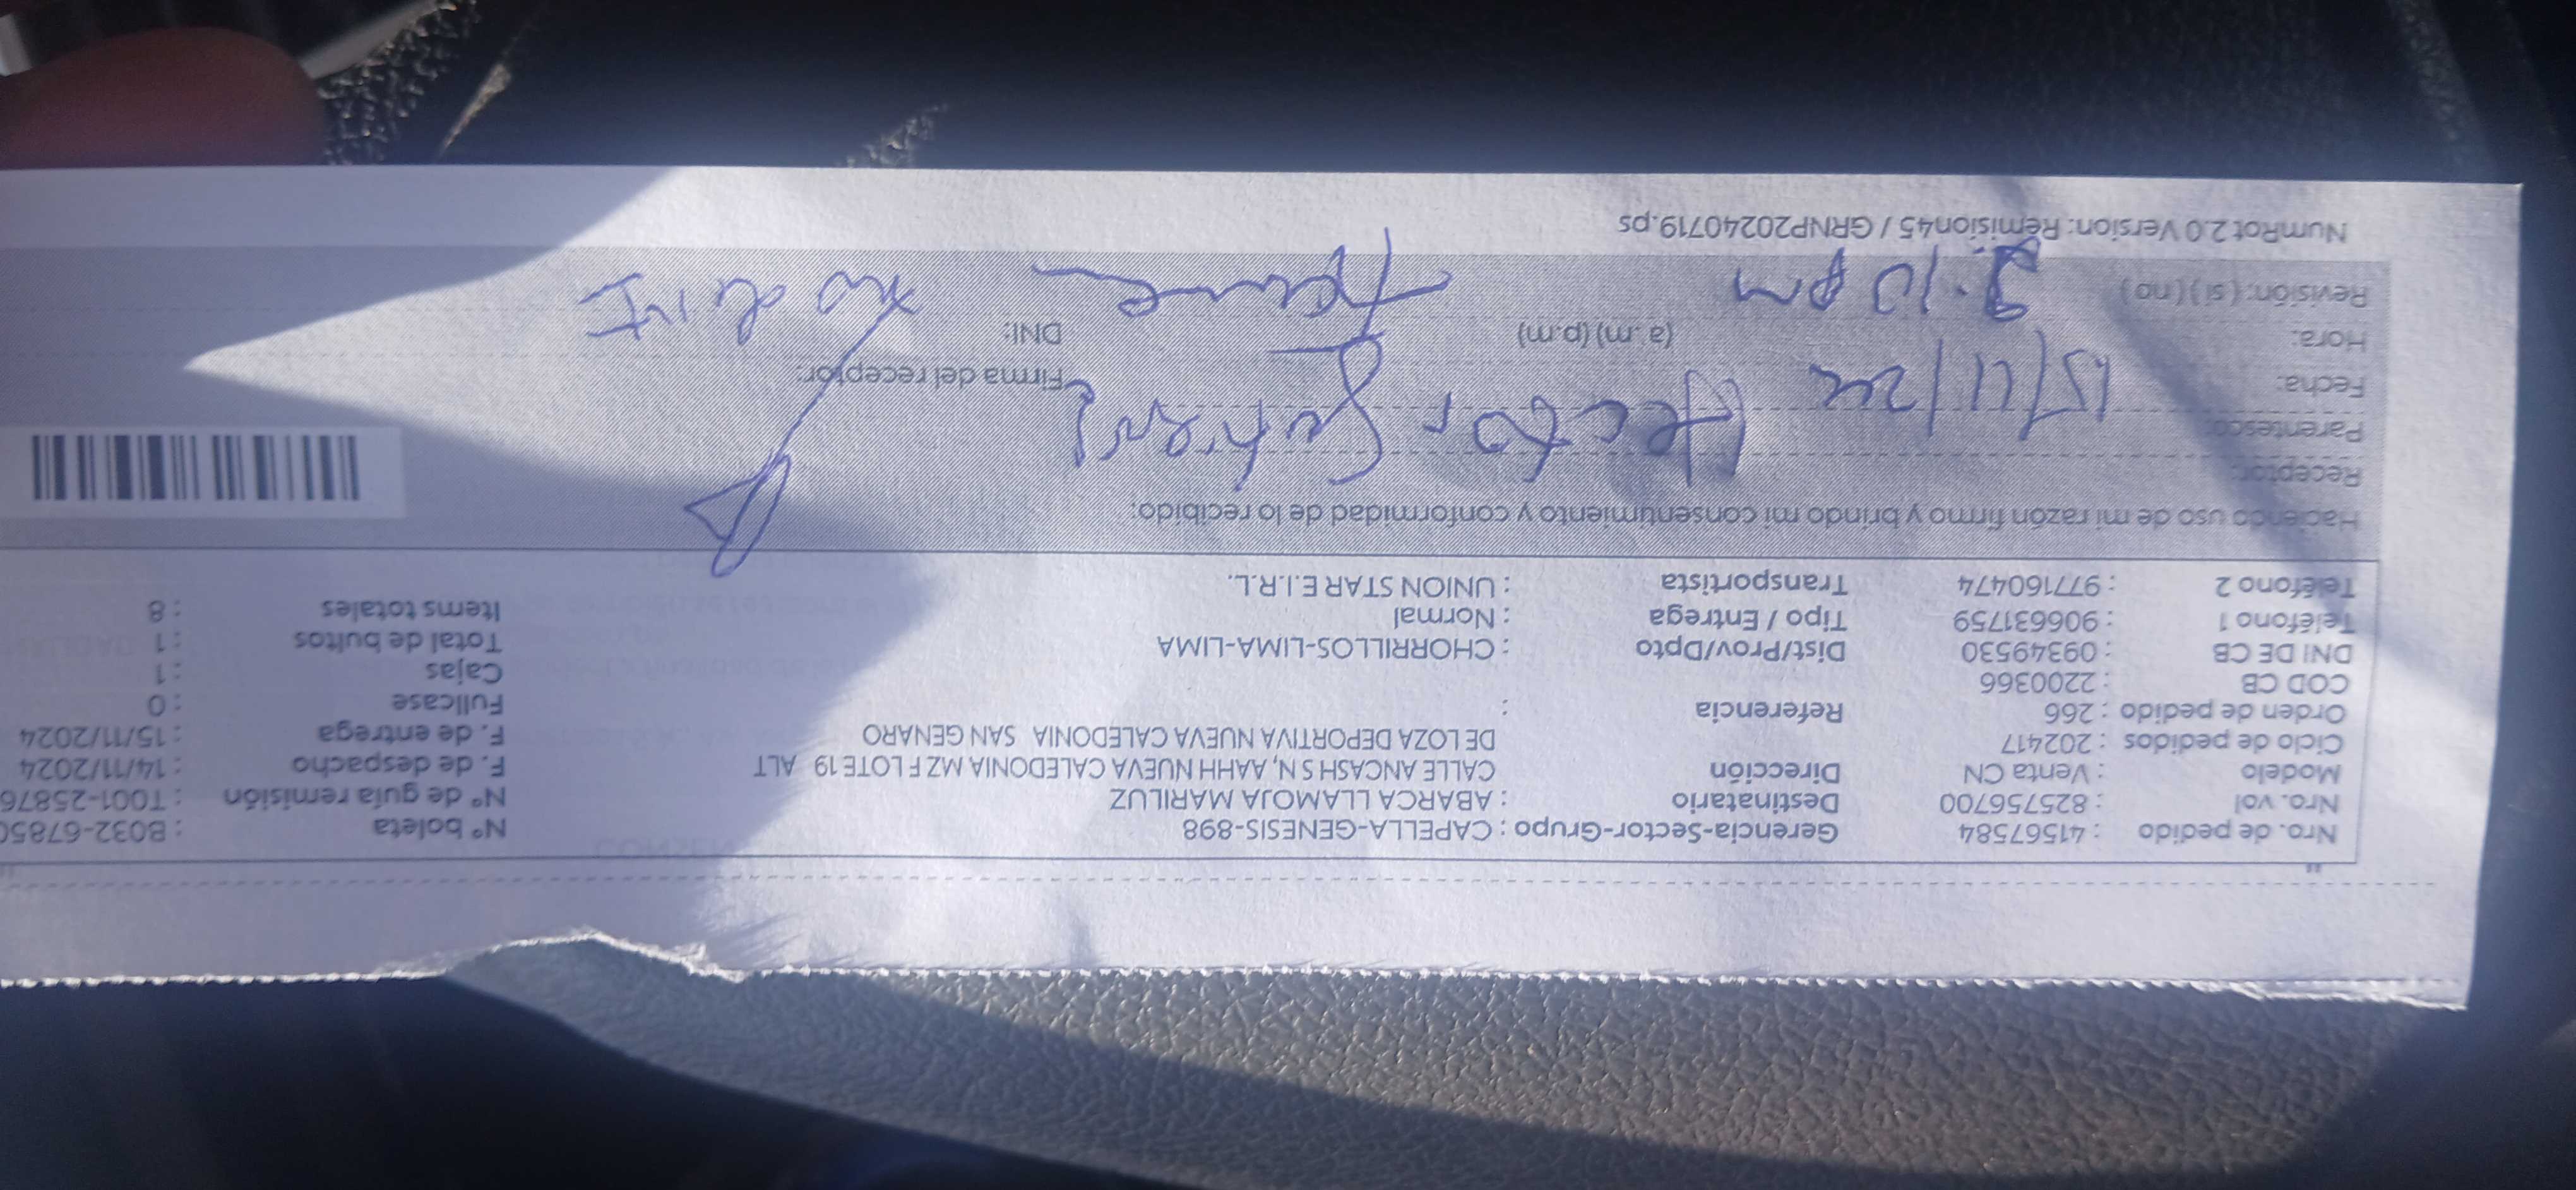 Nro. de pedido : 41567584 Gerencia-Sector-Grupo : CAPELLA-GENESIS-898 N° boleta : B032-67850
Nro. vol : 825756700 Destinatario : ABARCA LLAMOJA MARILUZ N° de guía remisión : T001-25876
Modelo : Venta CN Dirección CALLE ANCASH S N, AAHH NUEVA CALEDONIA MZ F LOTE 19 ALT F. de despacho : 14/11/2024
Ciclo de pedidos : 202417 DE LOZA DEPORTIVA NUEVA CALEDONIA SAN GENARO F. de entrega : 15/11/2024
Orden de pedido : 266 Referencia : Fullcase : 0
COD CB : 2200366 Cajas : 1
DNI DE CB : 09349530 Dist/Prov/Dpto : CHORRILLOS-LIMA-LIMA Total de bultos : 1
Teléfono 1 : 906631759 Tipo / Entrega : Normal Items totales : 8
Teléfono 2 : 977160474 Transportista : UNION STAR E.I.R.L.
Haciendo uso de mi razón firmo y brindo mi consentimiento y conformidad de lo recibido:
Receptor:
Parentesco: Hector
Fecha: 15/11/24 Firma del receptor:
Hora: (a. m) (p.m) DNI:
Revisión: ( si ) ( no ) 10 pm
NumRot 2.0 Version: Remisión45 / GRNP20240719.ps